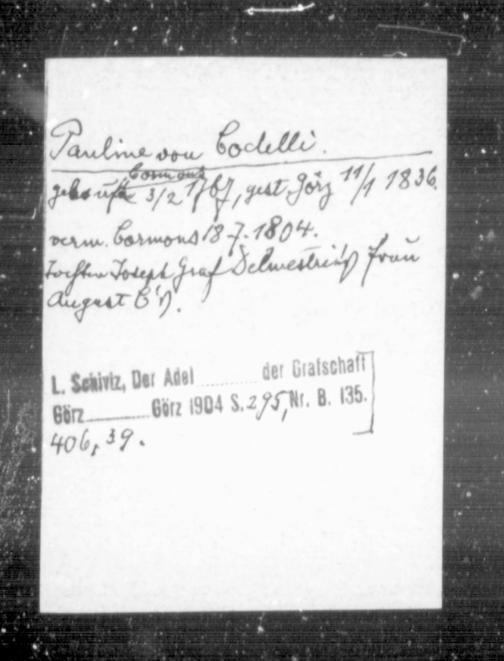 Pauline von Codelli.
Cormons
getauft 3/2 1767, gest. Görz 11/1 1836.
verm. Cormons 18.7.1804.
Tochter Joseph Graf Delmestri's, Frau
August C's.
L. Schiviz, Der Adel ........ der Grafschaft
Görz ........ Görz 1904 S. 295, Nr. B. 135.
406, 39.